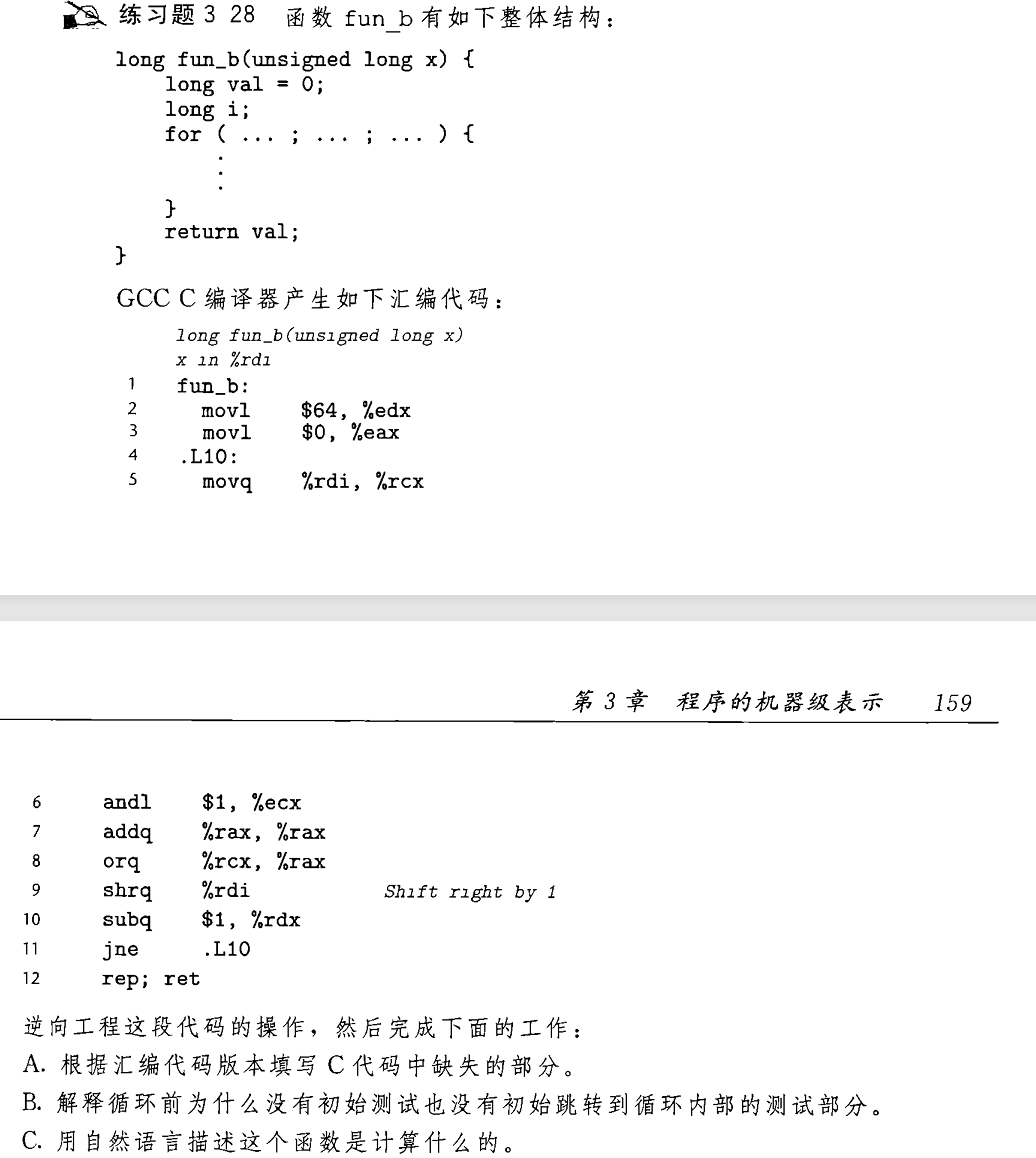 练习题 3 28 函数 fun_b 有如下整体结构：
long fun_b(unsigned long x) {
long val = 0;
long i;
for ( ... ; ... ; ... ) {
.
.
.
}
return val;
}
GCC C 编译器产生如下汇编代码：
long fun_b(unsıgned long x)
x ın %rdı
1 fun_b:
2 movl $64, %edx
3 movl $0, %eax
4 .L10:
5 movq %rdi, %rcx
第 3 章 程序的机器级表示 159
6 andl $1, %ecx
7 addq %rax, %rax
8 orq %rcx, %rax
9 shrq %rdi Shıft rıght by 1
10 subq $1, %rdx
11 jne .L10
12 rep; ret
逆向工程这段代码的操作，然后完成下面的工作：
A. 根据汇编代码版本填写 C 代码中缺失的部分。
B. 解释循环前为什么没有初始测试也没有初始跳转到循环内部的测试部分。
C. 用自然语言描述这个函数是计算什么的。